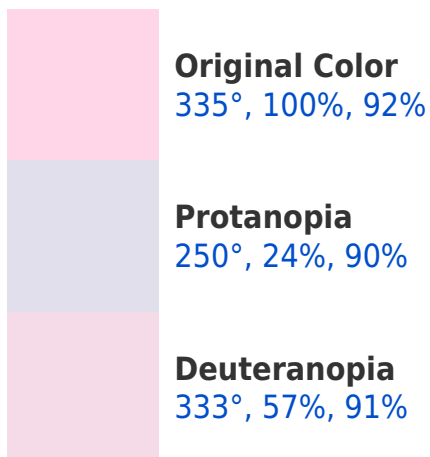 Original Color
335°, 100%, 92%
Protanopia
250°, 24%, 90%
Deuteranopia
333°, 57%, 91%